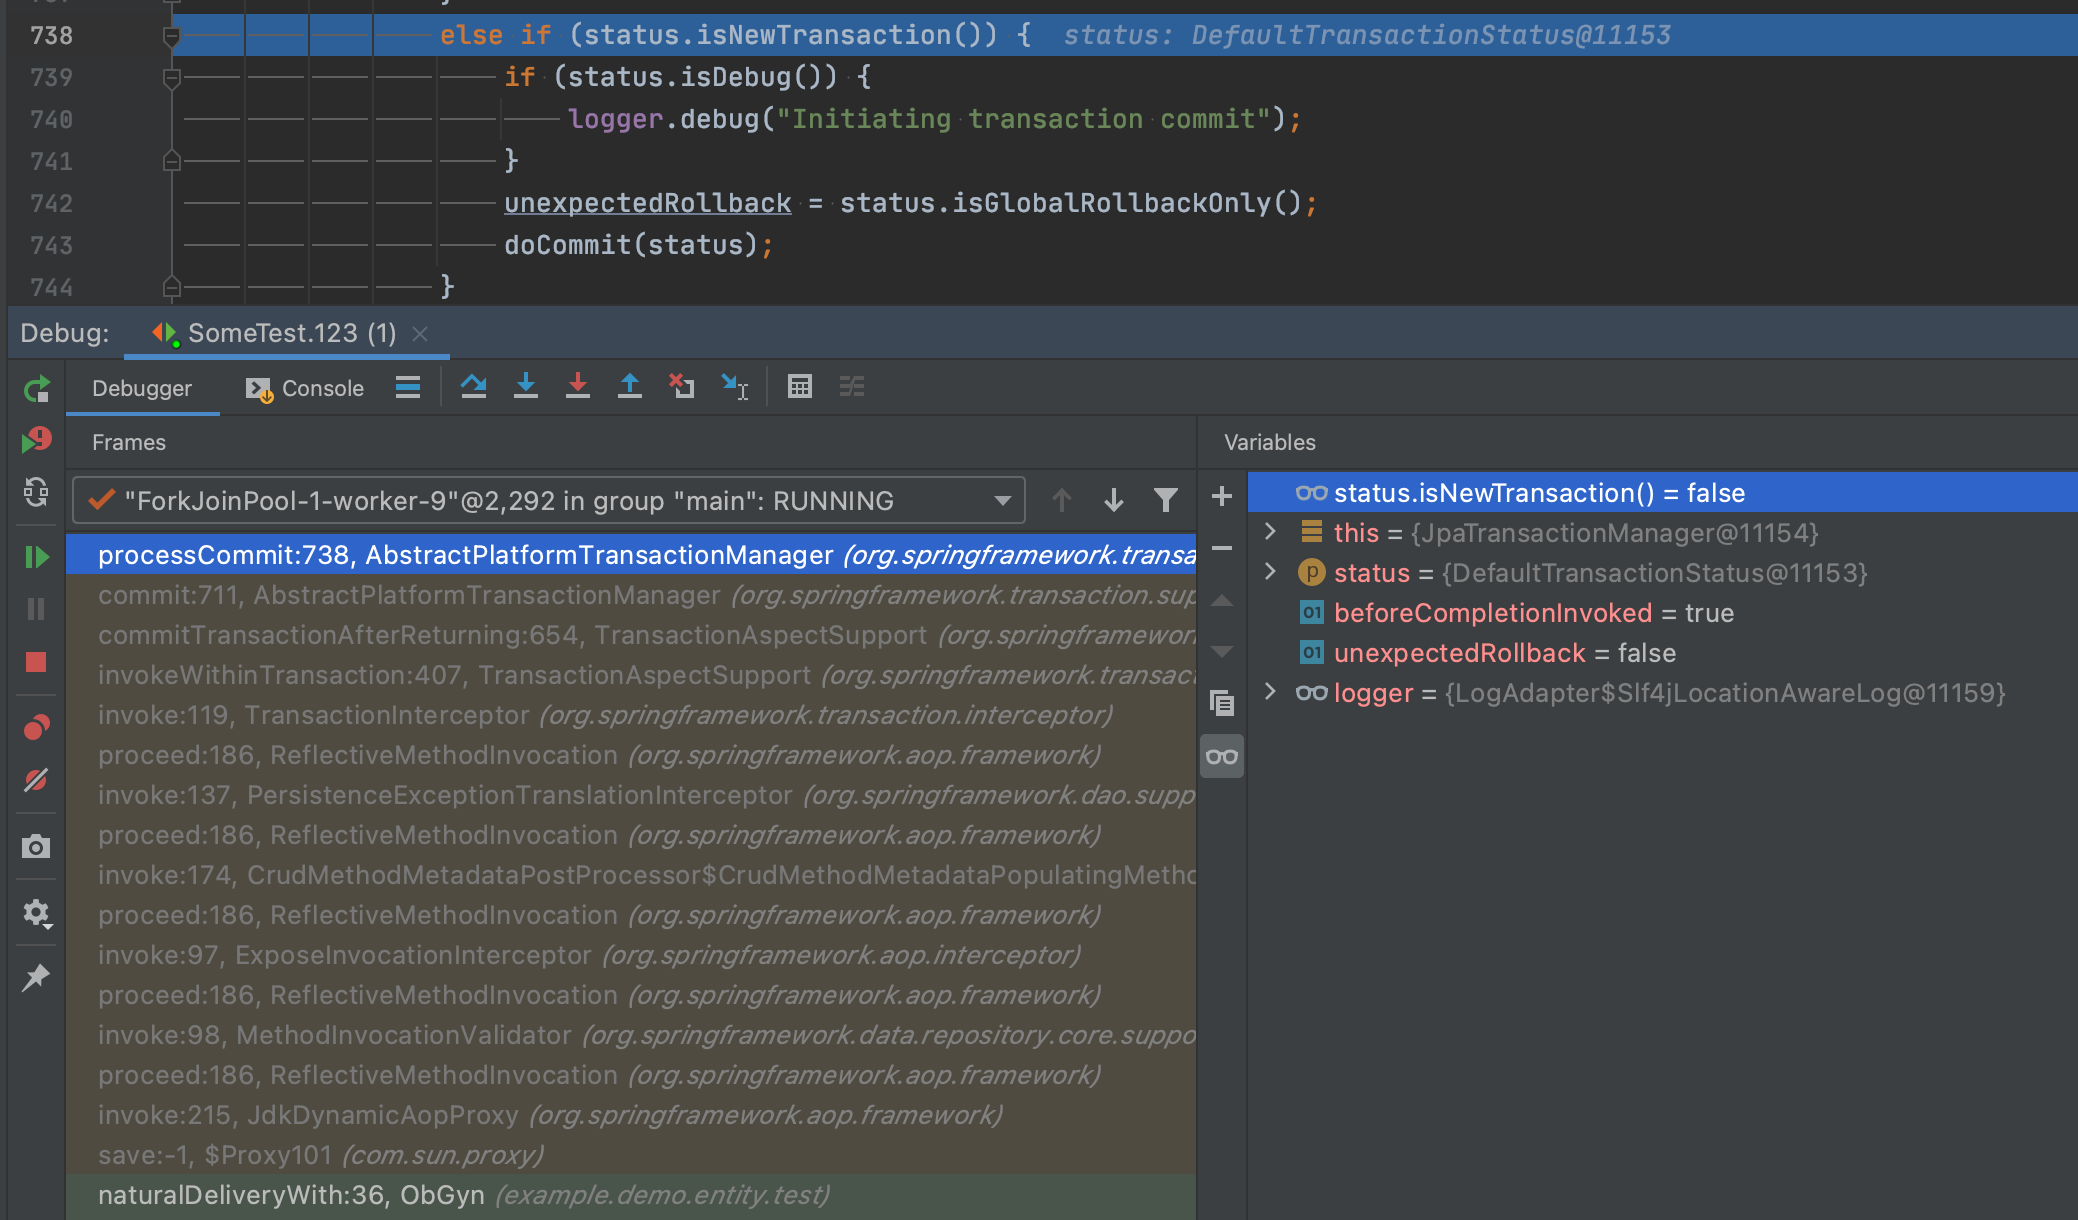 738 else if (status.isNewTransaction()) { status: DefaultTransactionStatus@11153
739 if (status.isDebug()) {
740 logger.debug("Initiating transaction commit");
741 }
742 unexpectedRollback = status.isGlobalRollbackOnly();
743 doCommit(status);
744 }
Debug: SomeTest.123 (1)
Debugger Console
Frames
"ForkJoinPool-1-worker-9"@2,292 in group "main": RUNNING
processCommit:738, AbstractPlatformTransactionManager (org.springframework.transa
commit:711, AbstractPlatformTransactionManager (org.springframework.transaction.sup
commitTransactionAfterReturning:654, TransactionAspectSupport (org.springframework
invokeWithinTransaction:407, TransactionAspectSupport (org.springframework.transact
invoke:119, TransactionInterceptor (org.springframework.transaction.interceptor)
proceed:186, ReflectiveMethodInvocation (org.springframework.aop.framework)
invoke:137, PersistenceExceptionTranslationInterceptor (org.springframework.dao.supp
proceed:186, ReflectiveMethodInvocation (org.springframework.aop.framework)
invoke:174, CrudMethodMetadataPostProcessor$CrudMethodMetadataPopulatingMetho
proceed:186, ReflectiveMethodInvocation (org.springframework.aop.framework)
invoke:97, ExposeInvocationInterceptor (org.springframework.aop.interceptor)
proceed:186, ReflectiveMethodInvocation (org.springframework.aop.framework)
invoke:98, MethodInvocationValidator (org.springframework.data.repository.core.suppo
proceed:186, ReflectiveMethodInvocation (org.springframework.aop.framework)
invoke:215, JdkDynamicAopProxy (org.springframework.aop.framework)
save:-1, $Proxy101 (com.sun.proxy)
naturalDeliveryWith:36, ObGyn (example.demo.entity.test)
Variables
status.isNewTransaction() = false
this = {JpaTransactionManager@11154}
status = {DefaultTransactionStatus@11153}
beforeCompletionInvoked = true
unexpectedRollback = false
logger = {LogAdapter$Slf4jLocationAwareLog@11159}